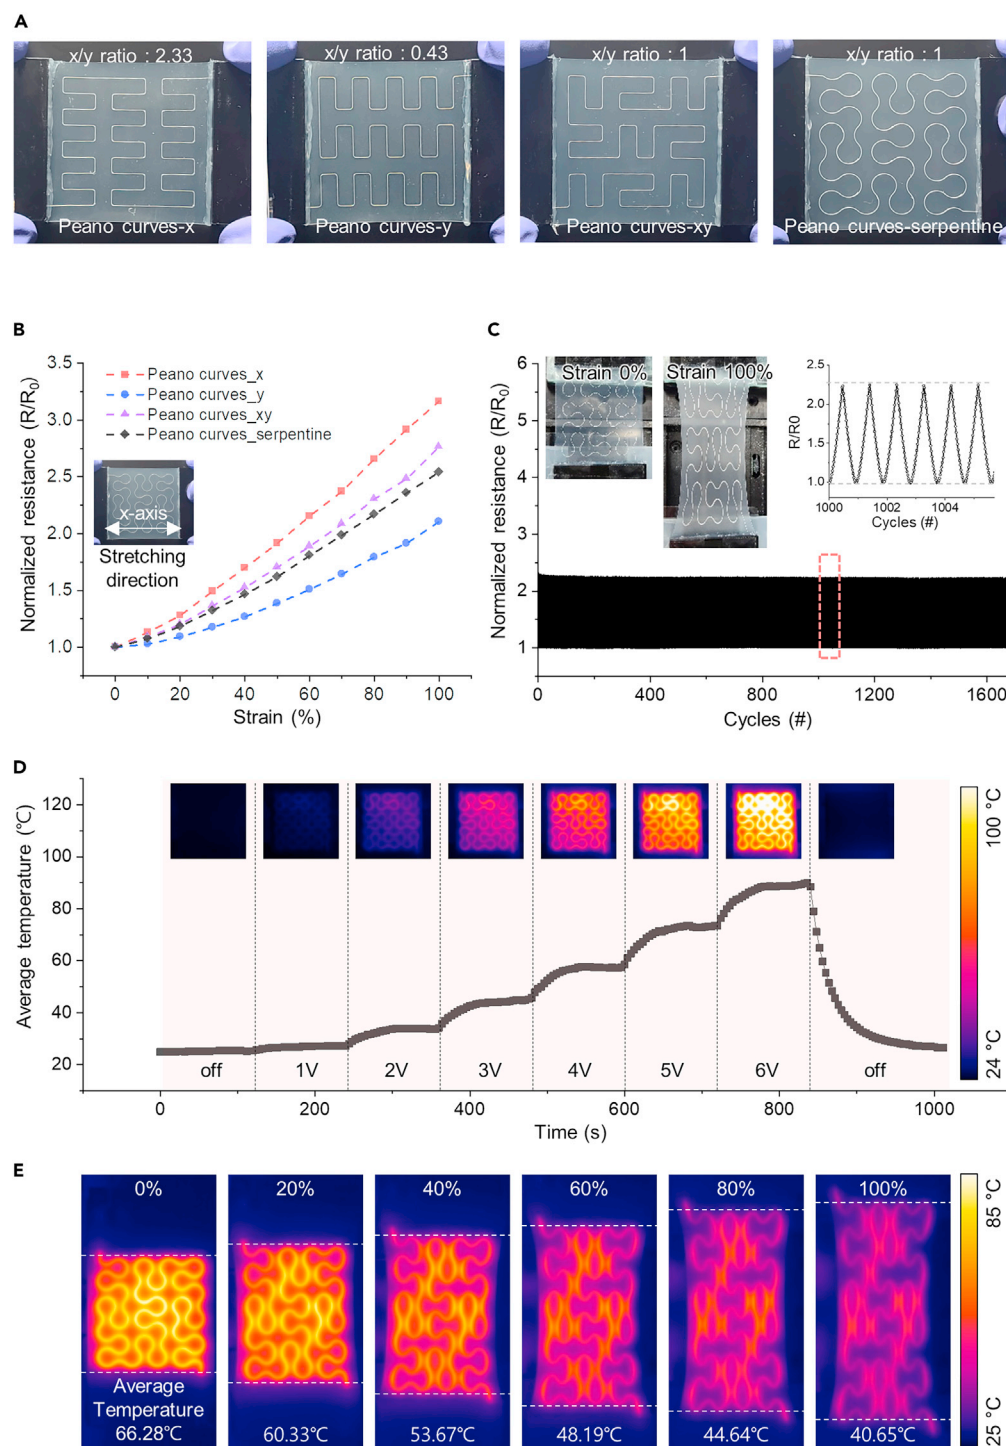 A
x/y ratio : 2.33
x/y ratio : 0.43
x/y ratio : 1
x/y ratio : 1
Peano curves-x
Peano curves-y
Peano curves-xy
Peano curves-serpentine
B
Normalized resistance (R/R₀)
3.5
3.0
2.5
2.0
1.5
1.0
Peano curves_x
Peano curves_y
Peano curves_xy
Peano curves_serpentine
x-axis
Stretching
direction
0 20 40 60 80 100
Strain (%)
C
Normalized resistance (R/R₀)
6
5
4
3
2
1
Strain 0%
Strain 100%
R/R0
2.5
2.0
1.5
1.0
1000 1002 1004
Cycles (#)
0 400 800 1200 1600
Cycles (#)
D
Average temperature (℃)
120
100
80
60
40
20
off 1V 2V 3V 4V 5V 6V off
0 200 400 600 800 1000
Time (s)
100 °C
24 °C
E
0%
20%
40%
60%
80%
100%
Average
Temperature
66.28℃
60.33℃
53.67℃
48.19℃
44.64℃
40.65℃
85 °C
25 °C